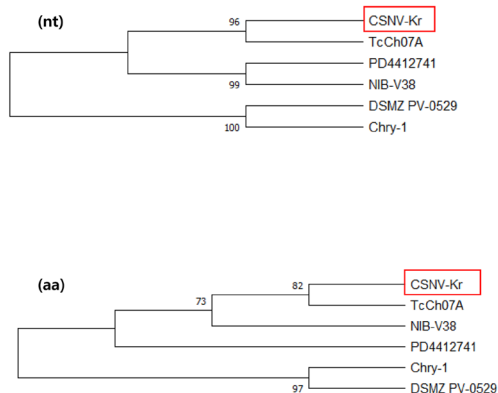 (nt)
96
CSNV-Kr
TcCh07A
PD4412741
99
NIB-V38
DSMZ PV-0529
100
Chry-1
(aa)
82
CSNV-Kr
73
TcCh07A
NIB-V38
PD4412741
Chry-1
97
DSMZ PV-0529